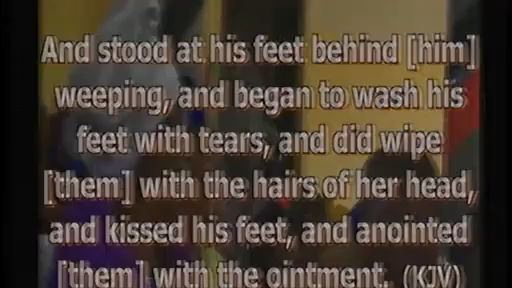 And stood at his feet behind [him]
weeping, and began to wash his
feet with tears, and did wipe
[them] with the hairs of her head,
and kissed his feet, and anointed
[them] with the ointment. (KJV)